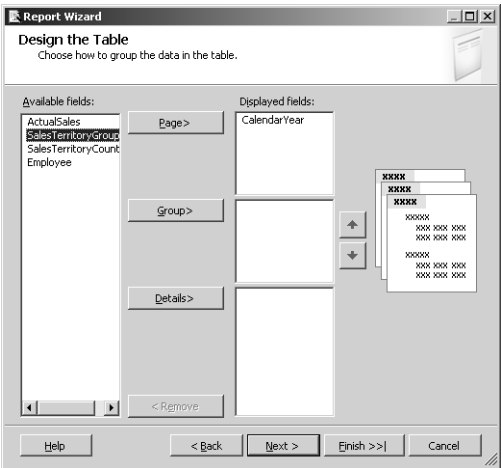 Report Wizard
Design the Table
Choose how to group the data in the table.
Available fields:
ActualSales
SalesTerritoryGroup
SalesTerritoryCount
Employee
Page>
Group>
Details>
< Remove
Displayed fields:
CalendarYear
xxxx
xxxx
xxxx
xxxxx
xxx xxx xxx
xxx xxx xxx
xxxxx
xxx xxx xxx
xxx xxx xxx
Help
< Back
Next >
Finish >>|
Cancel